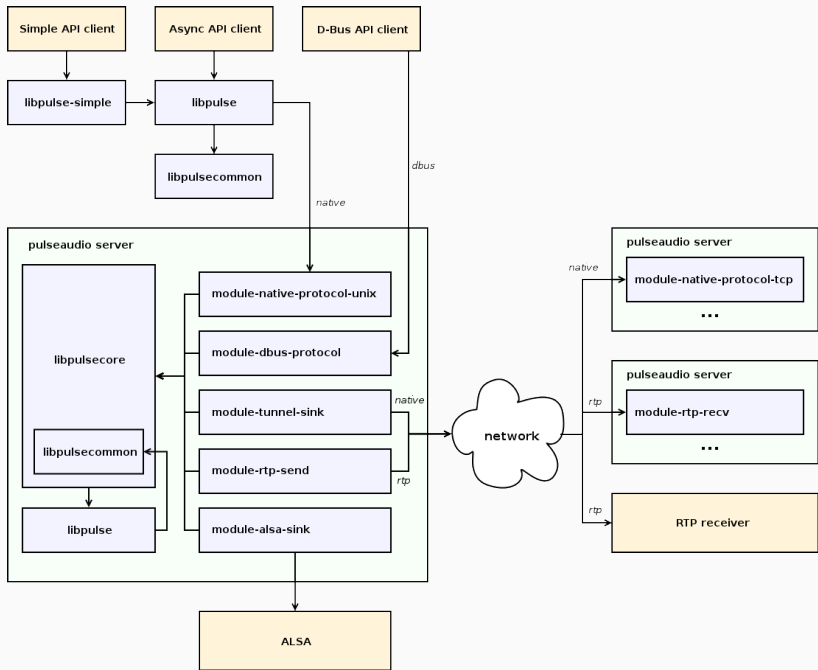 Simple API client
Async API client
D-Bus API client
libpulse-simple
libpulse
libpulsecommon
dbus
native
pulseaudio server
libpulsecore
libpulsecommon
libpulse
module-native-protocol-unix
module-dbus-protocol
module-tunnel-sink
module-rtp-send
module-alsa-sink
native
rtp
ALSA
network
native
rtp
rtp
pulseaudio server
module-native-protocol-tcp
...
pulseaudio server
module-rtp-recv
...
RTP receiver